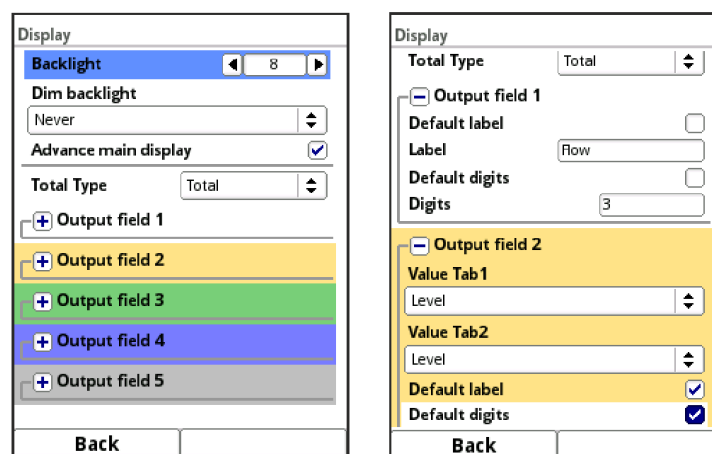 Display
Backlight 8
Dim backlight
Never
Advance main display
Total Type Total
Output field 1
Output field 2
Output field 3
Output field 4
Output field 5
Back
Display
Total Type Total
Output field 1
Default label
Label Flow
Default digits
Digits 3
Output field 2
Value Tab1
Level
Value Tab2
Level
Default label
Default digits
Back